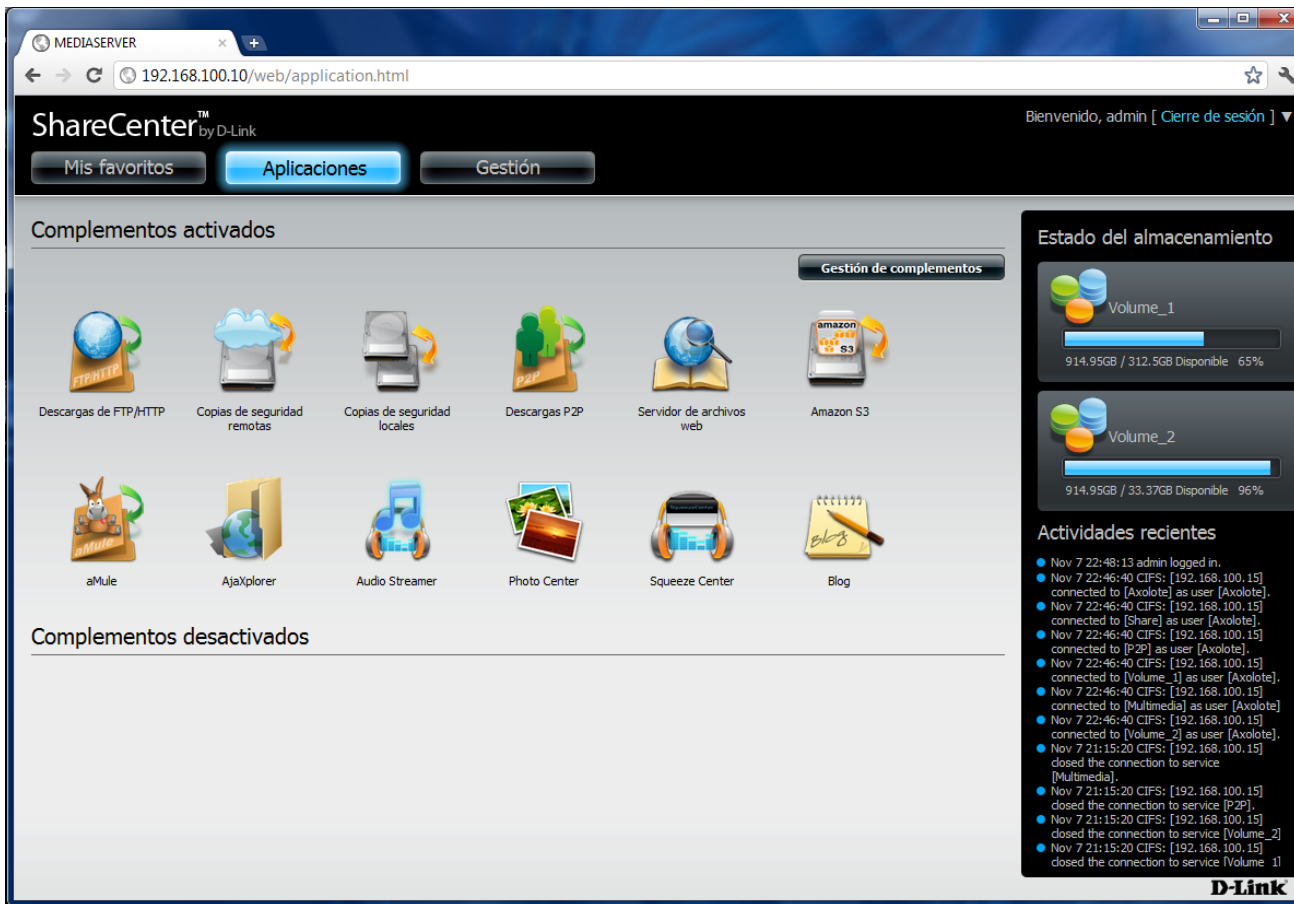 MEDIASERVER
192.168.100.10/web/application.html
ShareCenter™ by D-Link
Bienvenido, admin [ Cierre de sesión ] ▼
Mis favoritos
Aplicaciones
Gestión
Complementos activados
Gestión de complementos
FTP/HTTP
P2P
amazon
S3
Descargas de FTP/HTTP
Copias de seguridad
remotas
Copias de seguridad
locales
Descargas P2P
Servidor de archivos
web
Amazon S3
aMule
SqueezeCenter
Blog
aMule
AjaXplorer
Audio Streamer
Photo Center
Squeeze Center
Blog
Complementos desactivados
Estado del almacenamiento
Volume_1
914.95GB / 312.5GB Disponible 65%
Volume_2
914.95GB / 33.37GB Disponible 96%
Actividades recientes
Nov 7 22:48:13 admin logged in.
Nov 7 22:46:40 CIFS: [192.168.100.15]
connected to [Axolote] as user [Axolote].
Nov 7 22:46:40 CIFS: [192.168.100.15]
connected to [Share] as user [Axolote].
Nov 7 22:46:40 CIFS: [192.168.100.15]
connected to [P2P] as user [Axolote].
Nov 7 22:46:40 CIFS: [192.168.100.15]
connected to [Volume_1] as user [Axolote].
Nov 7 22:46:40 CIFS: [192.168.100.15]
connected to [Multimedia] as user [Axolote]
Nov 7 22:46:40 CIFS: [192.168.100.15]
connected to [Volume_2] as user [Axolote].
Nov 7 21:15:20 CIFS: [192.168.100.15]
closed the connection to service
[Multimedia].
Nov 7 21:15:20 CIFS: [192.168.100.15]
closed the connection to service [P2P].
Nov 7 21:15:20 CIFS: [192.168.100.15]
closed the connection to service [Volume_2]
Nov 7 21:15:20 CIFS: [192.168.100.15]
closed the connection to service [Volume_1]
D-Link